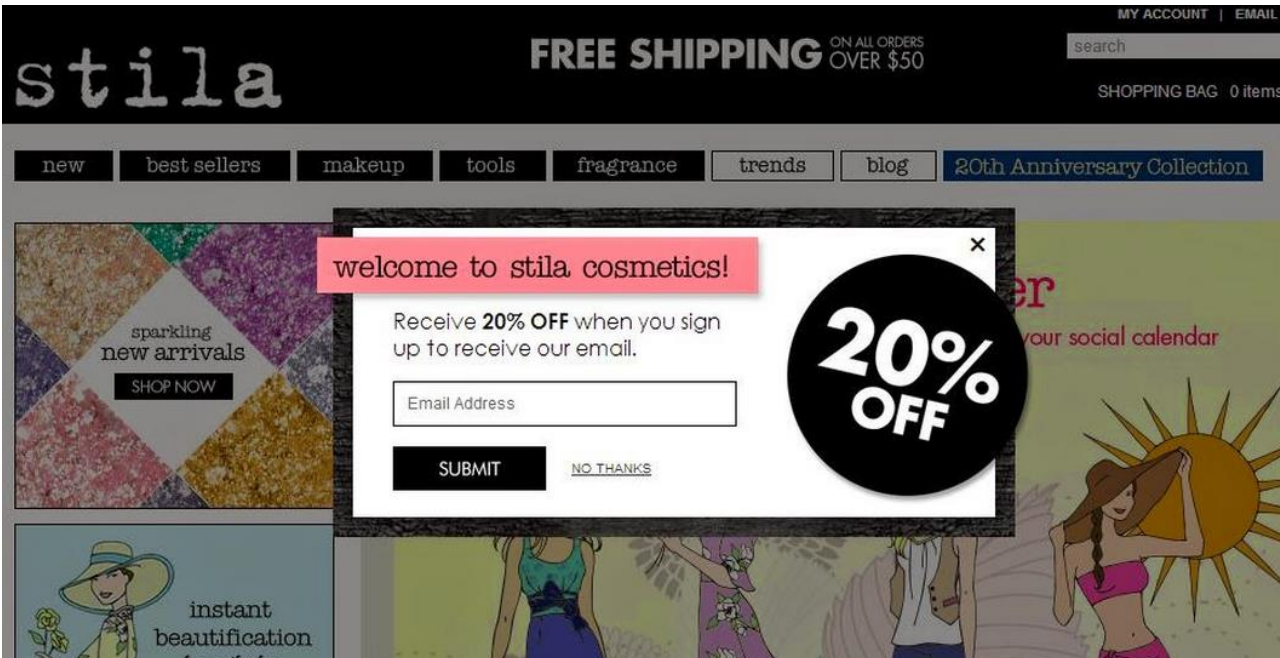 MY ACCOUNT | EMAIL
stila
FREE SHIPPING ON ALL ORDERS OVER $50
search
SHOPPING BAG 0 items
new best sellers makeup tools fragrance trends blog 20th Anniversary Collection
sparkling
new arrivals
SHOP NOW
welcome to stila cosmetics!
Receive 20% OFF when you sign
up to receive our email.
Email Address
SUBMIT NO THANKS
20%
OFF
your social calendar
instant
beautification